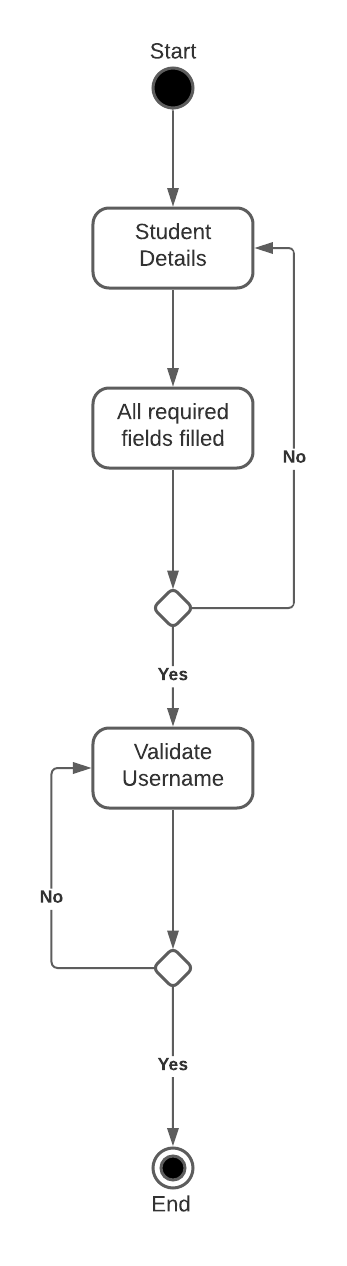 Start
Student
Details
All required
fields filled
No
Yes
Validate
Username
No
Yes
End